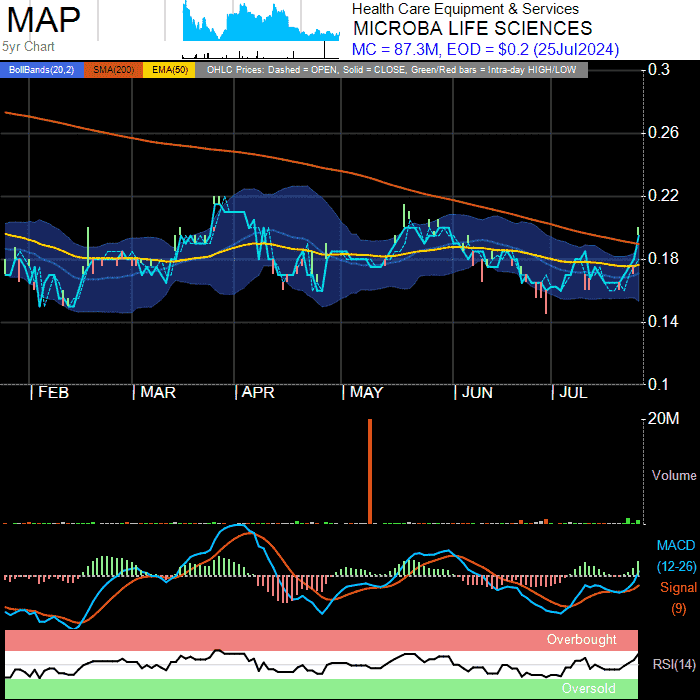 MAP
5yr Chart
Health Care Equipment & Services
MICROBA LIFE SCIENCES
MC = 87.3M, EOD = $0.2 (25Jul2024)
BollBands(20,2) SMA(200) EMA(50) OHLC Prices: Dashed = OPEN, Solid = CLOSE, Green/Red bars = Intra-day HIGH/LOW
0.3
0.26
0.22
0.18
0.14
0.1
| FEB | MAR | APR | MAY | JUN | JUL
20M
Volume
MACD
(12-26)
Signal
(9)
Overbought
RSI(14)
Oversold